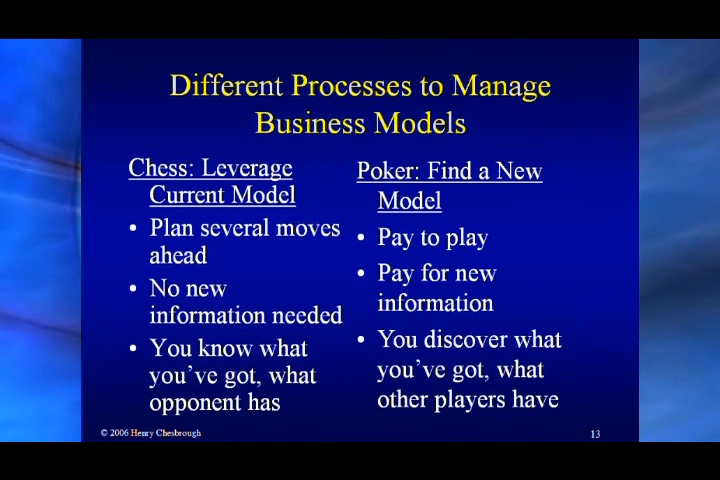 Different Processes to Manage
Business Models
Chess: Leverage
Current Model
• Plan several moves
ahead
• No new
information needed
• You know what
you've got, what
opponent has
Poker: Find a New
Model
• Pay to play
• Pay for new
information
• You discover what
you've got, what
other players have
© 2006 Henry Chesbrough
13